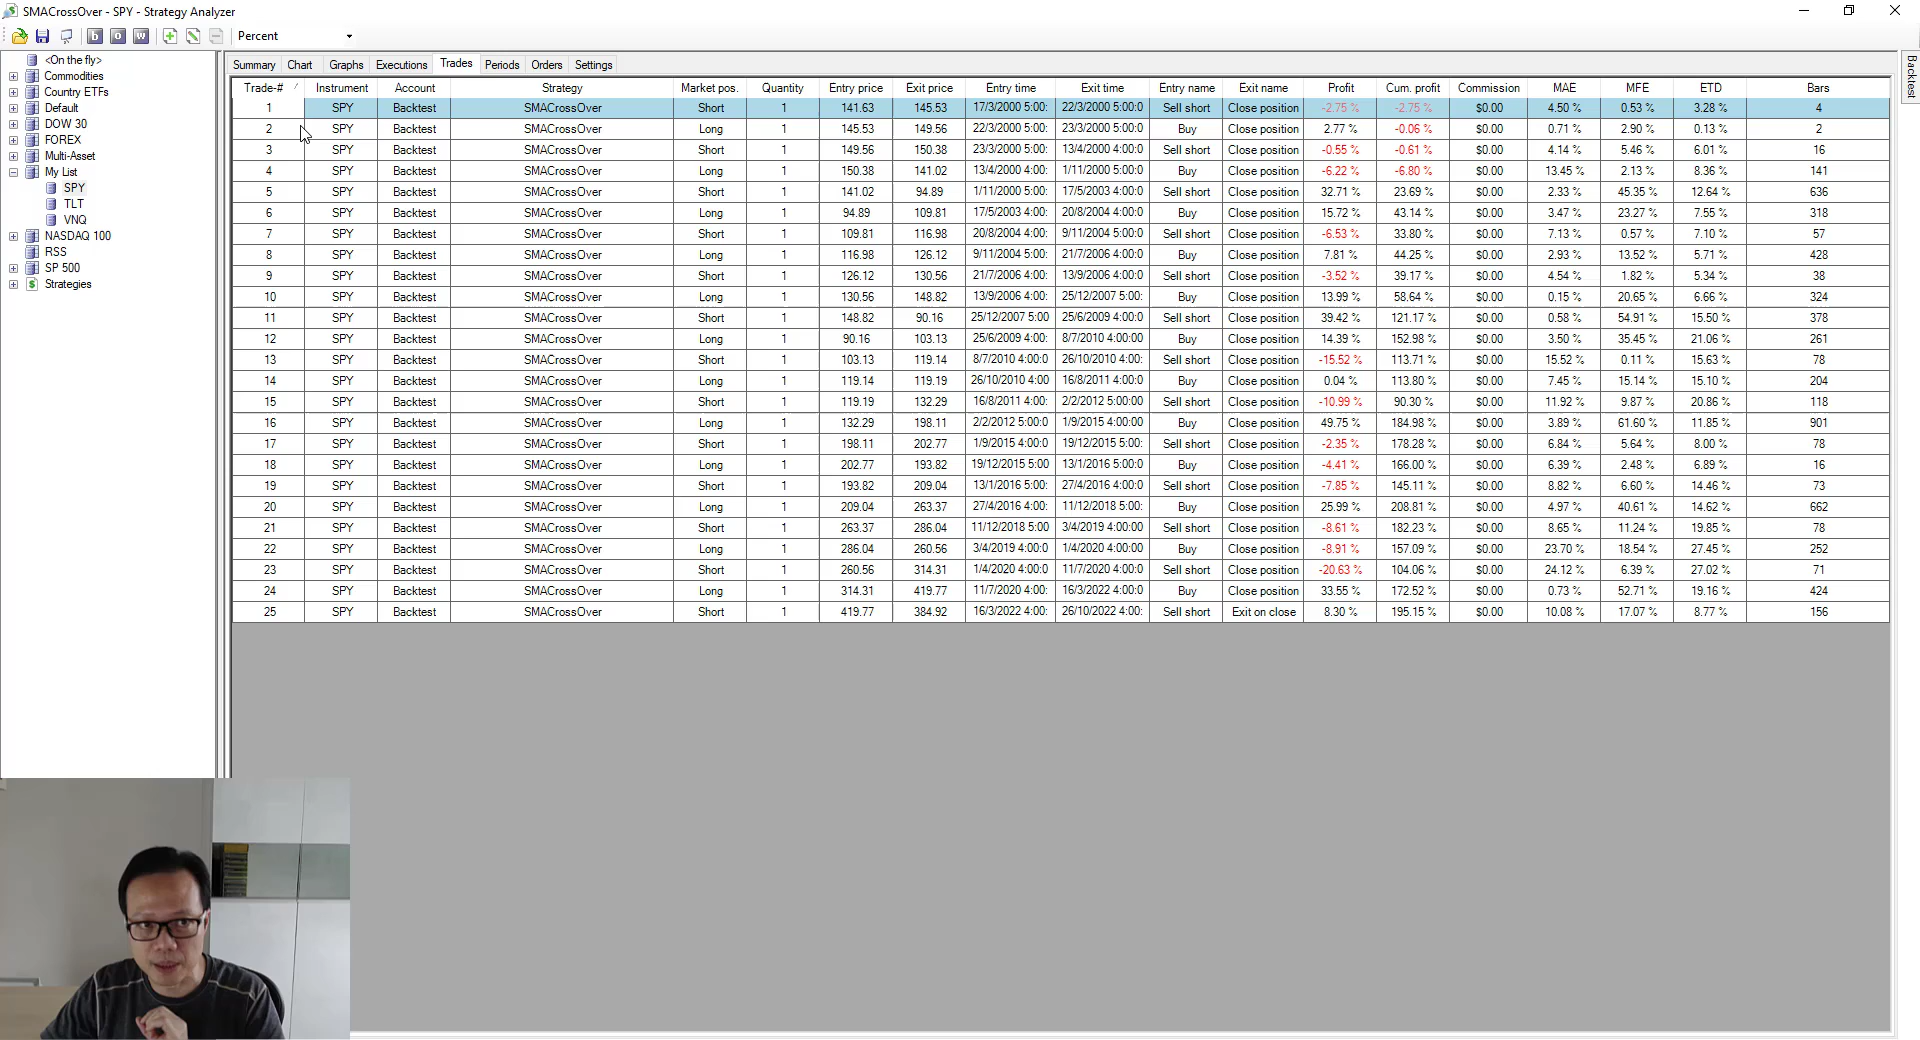 SMACrossOver - SPY - Strategy Analyzer
b o w Percent
<On the fly>
Commodities
Country ETFs
Default
DOW 30
FOREX
Multi-Asset
My List
SPY
TLT
VNQ
NASDAQ 100
RSS
SP 500
Strategies
Summary Chart Graphs Executions Trades Periods Orders Settings
Trade-# Instrument Account Strategy Market pos. Quantity Entry price Exit price Entry time Exit time Entry name Exit name Profit Cum. profit Commission MAE MFE ETD Bars
1 SPY Backtest SMACrossOver Short 1 141.63 145.53 17/3/2000 5:00: 22/3/2000 5:00:0 Sell short Close position -2.75 % -2.75 % $0.00 4.50 % 0.53 % 3.28 % 4
2 SPY Backtest SMACrossOver Long 1 145.53 149.56 22/3/2000 5:00: 23/3/2000 5:00:0 Buy Close position 2.77 % -0.06 % $0.00 0.71 % 2.90 % 0.13 % 2
3 SPY Backtest SMACrossOver Short 1 149.56 150.38 23/3/2000 5:00: 13/4/2000 4:00:0 Sell short Close position -0.55 % -0.61 % $0.00 4.14 % 5.46 % 6.01 % 16
4 SPY Backtest SMACrossOver Long 1 150.38 141.02 13/4/2000 4:00: 1/11/2000 5:00:0 Buy Close position -6.22 % -6.80 % $0.00 13.45 % 2.13 % 8.36 % 141
5 SPY Backtest SMACrossOver Short 1 141.02 94.89 1/11/2000 5:00: 17/5/2003 4:00:0 Sell short Close position 32.71 % 23.69 % $0.00 2.33 % 45.35 % 12.64 % 636
6 SPY Backtest SMACrossOver Long 1 94.89 109.81 17/5/2003 4:00: 20/8/2004 4:00:0 Buy Close position 15.72 % 43.14 % $0.00 3.47 % 23.27 % 7.55 % 318
7 SPY Backtest SMACrossOver Short 1 109.81 116.98 20/8/2004 4:00: 9/11/2004 5:00:0 Sell short Close position -6.53 % 33.80 % $0.00 7.13 % 0.57 % 7.10 % 57
8 SPY Backtest SMACrossOver Long 1 116.98 126.12 9/11/2004 5:00: 21/7/2006 4:00:0 Buy Close position 7.81 % 44.25 % $0.00 2.93 % 13.52 % 5.71 % 428
9 SPY Backtest SMACrossOver Short 1 126.12 130.56 21/7/2006 4:00: 13/9/2006 4:00:0 Sell short Close position -3.52 % 39.17 % $0.00 4.54 % 1.82 % 5.34 % 38
10 SPY Backtest SMACrossOver Long 1 130.56 148.82 13/9/2006 4:00: 25/12/2007 5:00: Buy Close position 13.99 % 58.64 % $0.00 0.15 % 20.65 % 6.66 % 324
11 SPY Backtest SMACrossOver Short 1 148.82 90.16 25/12/2007 5:00 25/6/2009 4:00:0 Sell short Close position 39.42 % 121.17 % $0.00 0.58 % 54.91 % 15.50 % 378
12 SPY Backtest SMACrossOver Long 1 90.16 103.13 25/6/2009 4:00: 8/7/2010 4:00:00 Buy Close position 14.39 % 152.98 % $0.00 3.50 % 35.45 % 21.06 % 261
13 SPY Backtest SMACrossOver Short 1 103.13 119.14 8/7/2010 4:00:0 26/10/2010 4:00: Sell short Close position -15.52 % 113.71 % $0.00 15.52 % 0.11 % 15.63 % 78
14 SPY Backtest SMACrossOver Long 1 119.14 119.19 26/10/2010 4:00 16/8/2011 4:00:0 Buy Close position 0.04 % 113.80 % $0.00 7.45 % 15.14 % 15.10 % 204
15 SPY Backtest SMACrossOver Short 1 119.19 132.29 16/8/2011 4:00: 2/2/2012 5:00:00 Sell short Close position -10.99 % 90.30 % $0.00 11.92 % 9.87 % 20.86 % 118
16 SPY Backtest SMACrossOver Long 1 132.29 198.11 2/2/2012 5:00:0 1/9/2015 4:00:00 Buy Close position 49.75 % 184.98 % $0.00 3.89 % 61.60 % 11.85 % 901
17 SPY Backtest SMACrossOver Short 1 198.11 202.77 1/9/2015 4:00:0 19/12/2015 5:00: Sell short Close position -2.35 % 178.28 % $0.00 6.84 % 5.64 % 8.00 % 78
18 SPY Backtest SMACrossOver Long 1 202.77 193.82 19/12/2015 5:00 13/1/2016 5:00:0 Buy Close position -4.41 % 166.00 % $0.00 6.39 % 2.48 % 6.89 % 16
19 SPY Backtest SMACrossOver Short 1 193.82 209.04 13/1/2016 5:00: 27/4/2016 4:00:0 Sell short Close position -7.85 % 145.11 % $0.00 8.82 % 6.60 % 14.46 % 73
20 SPY Backtest SMACrossOver Long 1 209.04 263.37 27/4/2016 4:00: 11/12/2018 5:00: Buy Close position 25.99 % 208.81 % $0.00 4.97 % 40.61 % 14.62 % 662
21 SPY Backtest SMACrossOver Short 1 263.37 286.04 11/12/2018 5:00 3/4/2019 4:00:00 Sell short Close position -8.61 % 182.23 % $0.00 8.65 % 11.24 % 19.85 % 78
22 SPY Backtest SMACrossOver Long 1 286.04 260.56 3/4/2019 4:00:0 1/4/2020 4:00:00 Buy Close position -8.91 % 157.09 % $0.00 23.70 % 18.54 % 27.45 % 252
23 SPY Backtest SMACrossOver Short 1 260.56 314.31 1/4/2020 4:00:0 11/7/2020 4:00:0 Sell short Close position -20.63 % 104.06 % $0.00 24.12 % 6.39 % 27.02 % 71
24 SPY Backtest SMACrossOver Long 1 314.31 419.77 11/7/2020 4:00: 16/3/2022 4:00:0 Buy Close position 33.55 % 172.52 % $0.00 0.73 % 52.71 % 19.16 % 424
25 SPY Backtest SMACrossOver Short 1 419.77 384.92 16/3/2022 4:00: 26/10/2022 4:00: Sell short Exit on close 8.30 % 195.15 % $0.00 10.08 % 17.07 % 8.77 % 156
Backtest